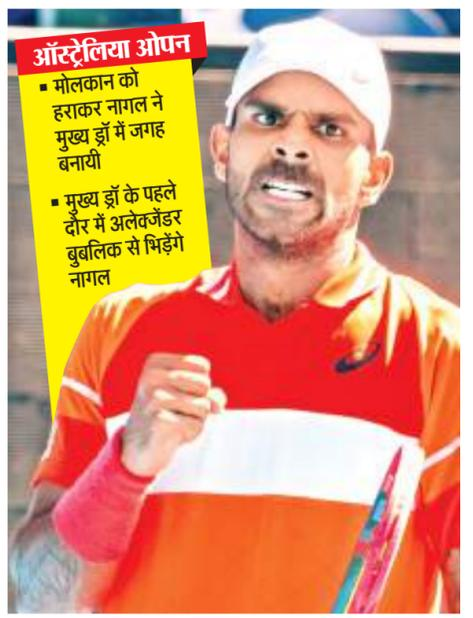 ऑस्ट्रेलिया ओपन
▪ मोलकान को
हराकर नागल ने
मुख्य ड्रॉ में जगह
बनायी
▪ मुख्य ड्रॉ के पहले
दौर में अलेक्जेंडर
बुबलिक से भिड़ेंगे
नागल